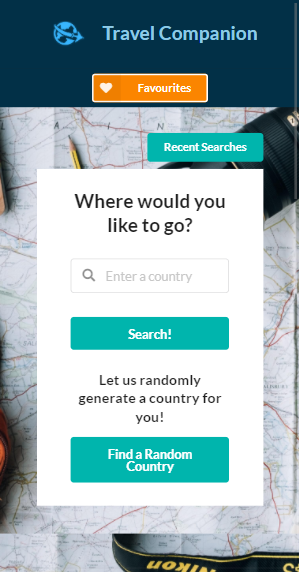 Travel Companion
Favourites
Recent Searches
Where would you
like to go?
Enter a country
Search!
Let us randomly
generate a country for
you!
Find a Random
Country
Nikon